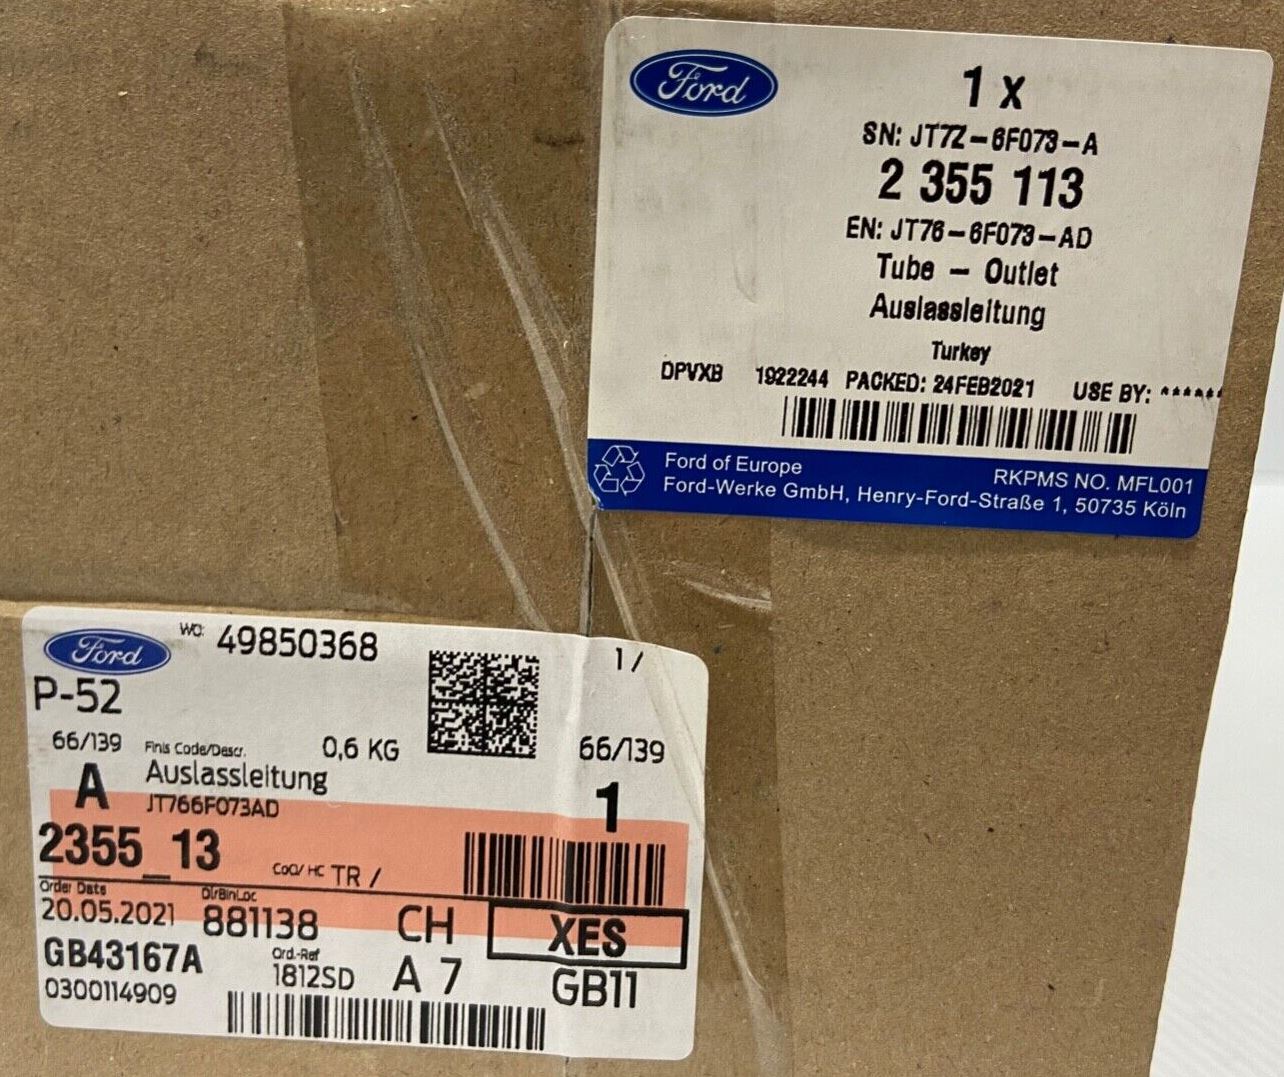 Ford
1 x
SN: JT7Z-6F073-A
2 355 113
EN: JT76-6F073-AD
Tube - Outlet
Auslassleitung
Turkey
DPVXB 1922244 PACKED: 24FEB2021 USE BY: ******
Ford of Europe RKPMS NO. MFL001
Ford-Werke GmbH, Henry-Ford-Straße 1, 50735 Köln
Ford WO: 49850368 1 /
P-52
66/139 Finis Code/Descr. 0,6 KG 66/139
A Auslassleitung 1
JT766F073AD
2355_13 CoO/ HC TR /
Order Date DlrBinLoc
20.05.2021 881138 CH XES
GB43167A Ord.-Ref
0300114909 1812SD A 7 GB11